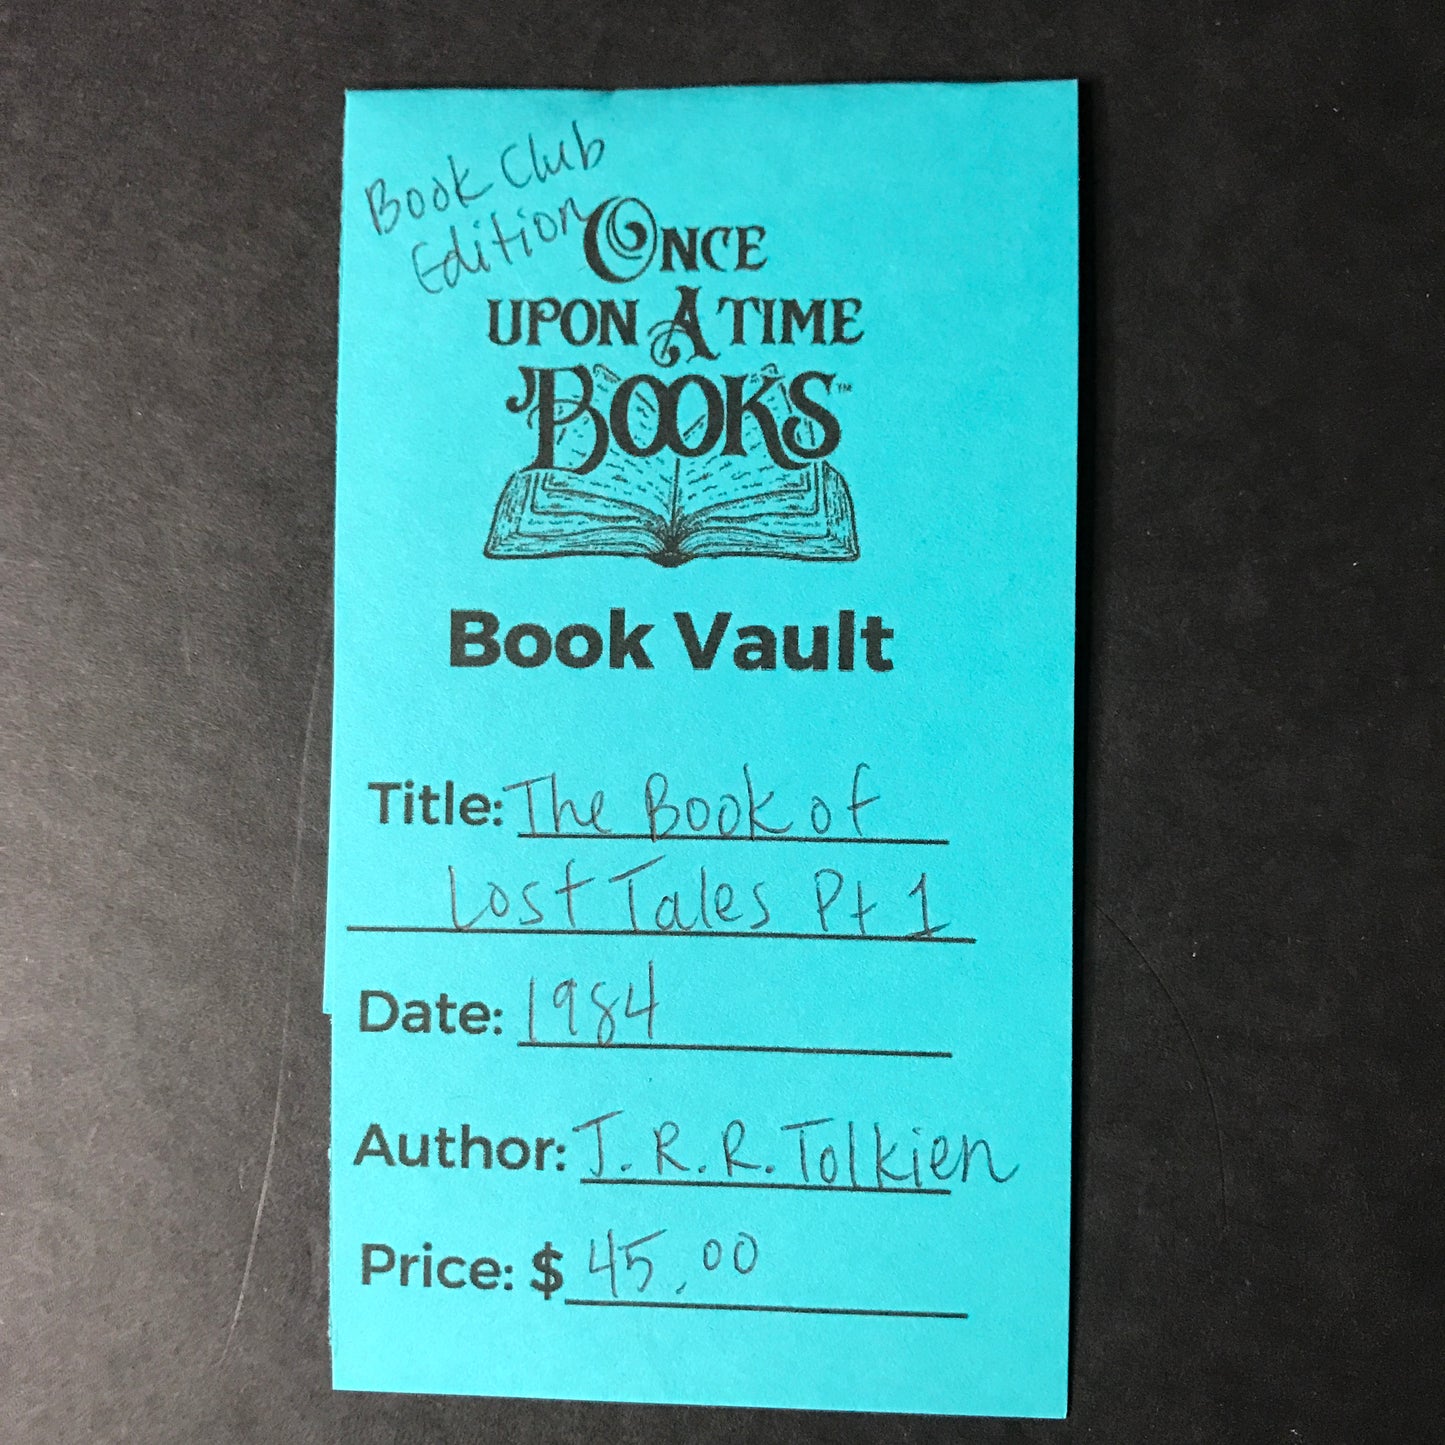 Book Club
Edition
ONCE
UPON A TIME
BOOKS™
Book Vault
Title: The Book of
Lost Tales Pt 1
Date: 1984
Author: J. R. R. Tolkien
Price: $ 45.00